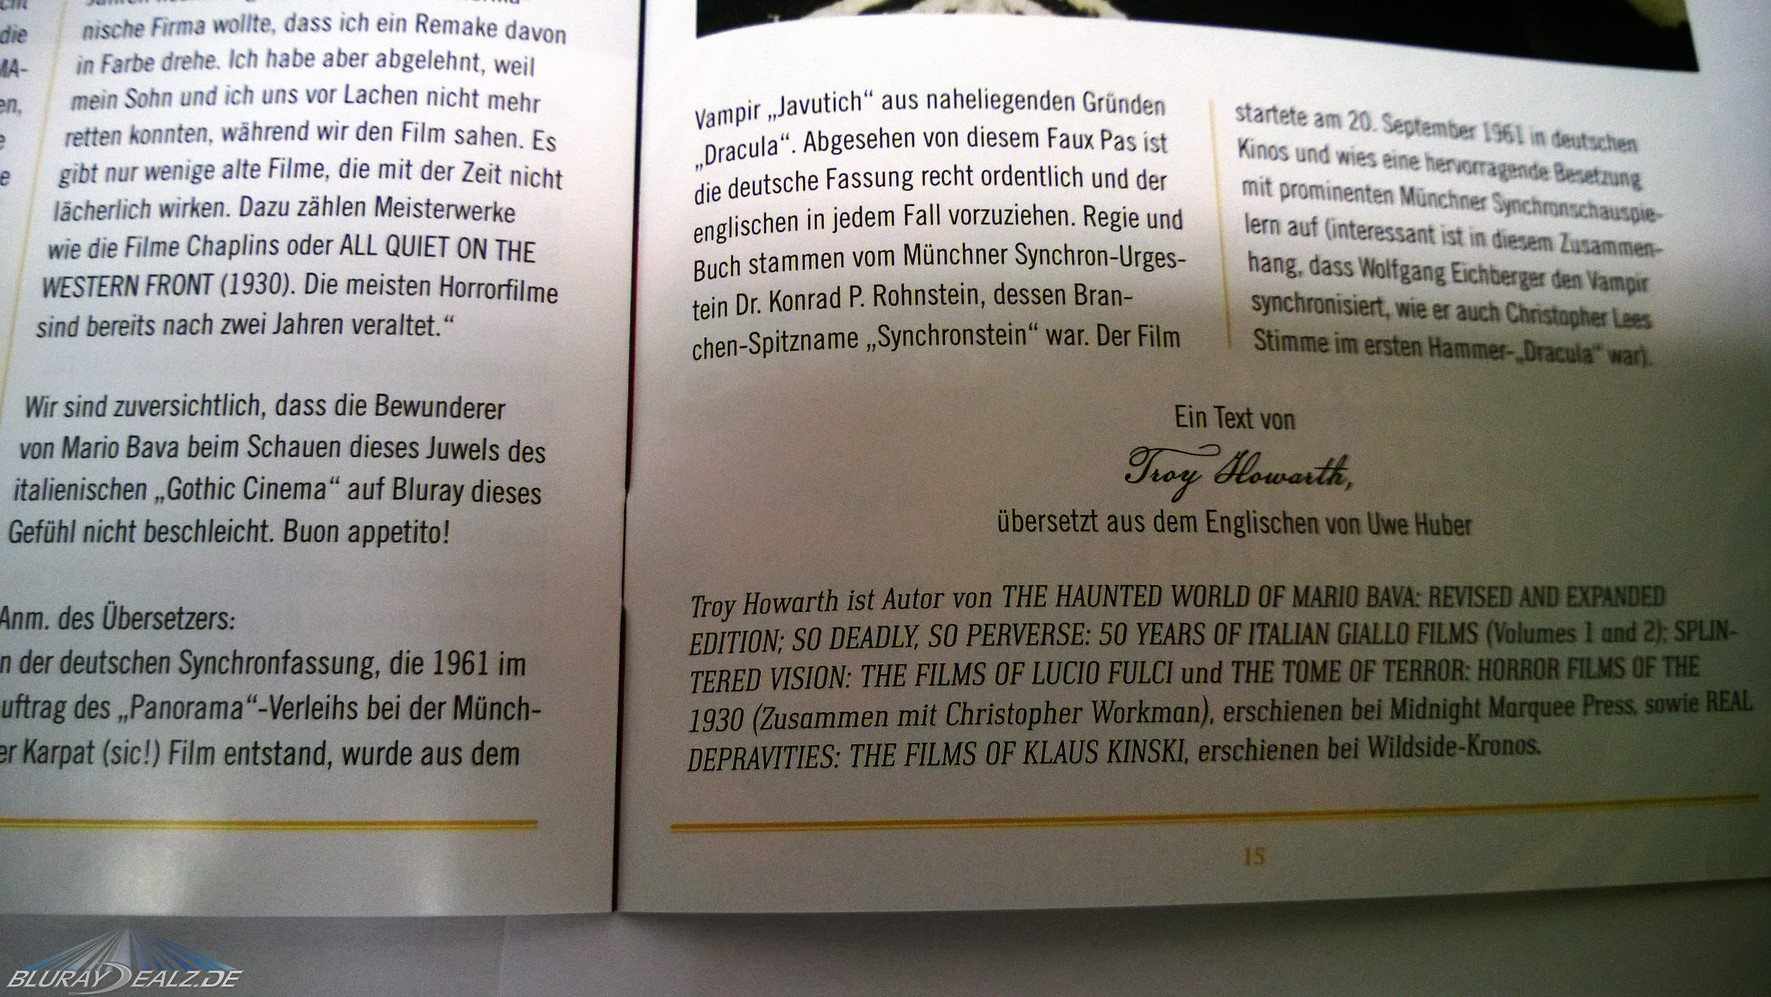 die
MA-
en,
e
nische Firma wollte, dass ich ein Remake davon
in Farbe drehe. Ich habe aber abgelehnt, weil
mein Sohn und ich uns vor Lachen nicht mehr
retten konnten, während wir den Film sahen. Es
gibt nur wenige alte Filme, die mit der Zeit nicht
lächerlich wirken. Dazu zählen Meisterwerke
wie die Filme Chaplins oder ALL QUIET ON THE
WESTERN FRONT (1930). Die meisten Horrorfilme
sind bereits nach zwei Jahren veraltet.“
Wir sind zuversichtlich, dass die Bewunderer
von Mario Bava beim Schauen dieses Juwels des
italienischen „Gothic Cinema“ auf Bluray dieses
Gefühl nicht beschleicht. Buon appetito!
Anm. des Übersetzers:
n der deutschen Synchronfassung, die 1961 im
uftrag des „Panorama“-Verleihs bei der Münch-
er Karpat (sic!) Film entstand, wurde aus dem
Vampir „Javutich“ aus naheliegenden Gründen
„Dracula“. Abgesehen von diesem Faux Pas ist
die deutsche Fassung recht ordentlich und der
englischen in jedem Fall vorzuziehen. Regie und
Buch stammen vom Münchner Synchron-Urges-
tein Dr. Konrad P. Rohnstein, dessen Bran-
chen-Spitzname „Synchronstein“ war. Der Film
startete am 20. September 1961 in deutschen
Kinos und wies eine hervorragende Besetzung
mit prominenten Münchner Synchronschauspie-
lern auf (interessant ist in diesem Zusammen-
hang, dass Wolfgang Eichberger den Vampir
synchronisiert, wie er auch Christopher Lees
Stimme im ersten Hammer-„Dracula“ war).
Ein Text von
Troy Howarth,
übersetzt aus dem Englischen von Uwe Huber
Troy Howarth ist Autor von THE HAUNTED WORLD OF MARIO BAVA: REVISED AND EXPANDED
EDITION; SO DEADLY, SO PERVERSE: 50 YEARS OF ITALIAN GIALLO FILMS (Volumes 1 and 2); SPLIN-
TERED VISION: THE FILMS OF LUCIO FULCI und THE TOME OF TERROR: HORROR FILMS OF THE
1930 (Zusammen mit Christopher Workman), erschienen bei Midnight Marquee Press, sowie REAL
DEPRAVITIES: THE FILMS OF KLAUS KINSKI, erschienen bei Wildside-Kronos.
15
BLURAYDEALZ.DE